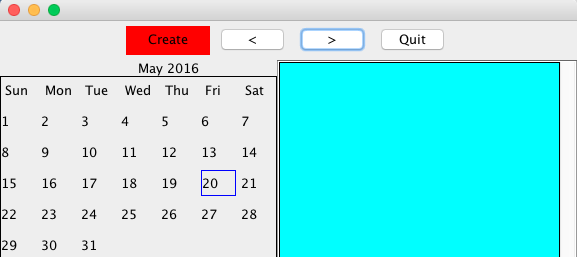 Create < > Quit
May 2016
Sun Mon Tue Wed Thu Fri Sat
1 2 3 4 5 6 7
8 9 10 11 12 13 14
15 16 17 18 19 20 21
22 23 24 25 26 27 28
29 30 31